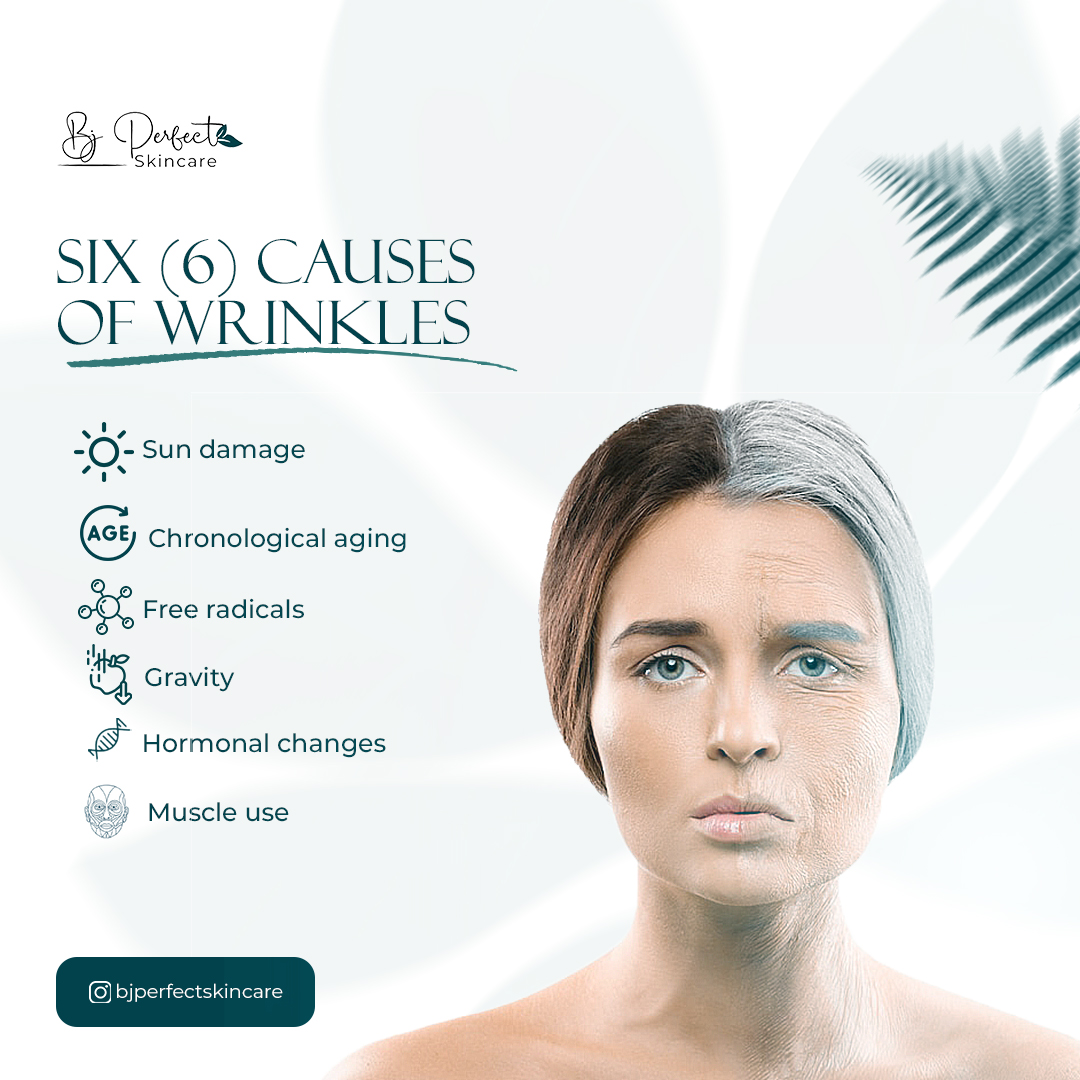 Bj Perfect
Skincare
SIX (6) CAUSES
OF WRINKLES
Sun damage
AGE
Chronological aging
Free radicals
Gravity
Hormonal changes
Muscle use
bjperfectskincare